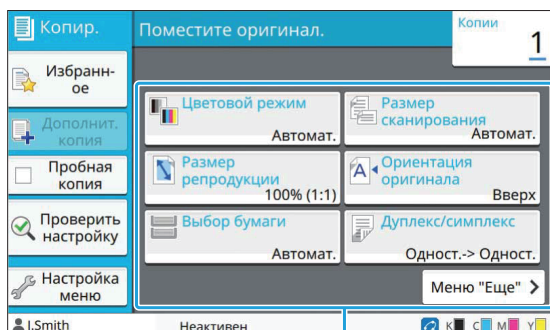 Копир.
Поместите оригинал.
Копии
1
Избранн-
ое
Дополнит.
копия
Пробная
копия
Проверить
настройку
Настройка
меню
Цветовой режим
Автомат.
Размер
сканирования
Автомат.
Размер
репродукции
100% (1:1)
Ориентация
оригинала
A
Вверх
Выбор бумаги
Автомат.
Дуплекс/симплекс
Одност.-> Одност.
Меню "Еще"
I.Smith
Неактивен
K C M Y